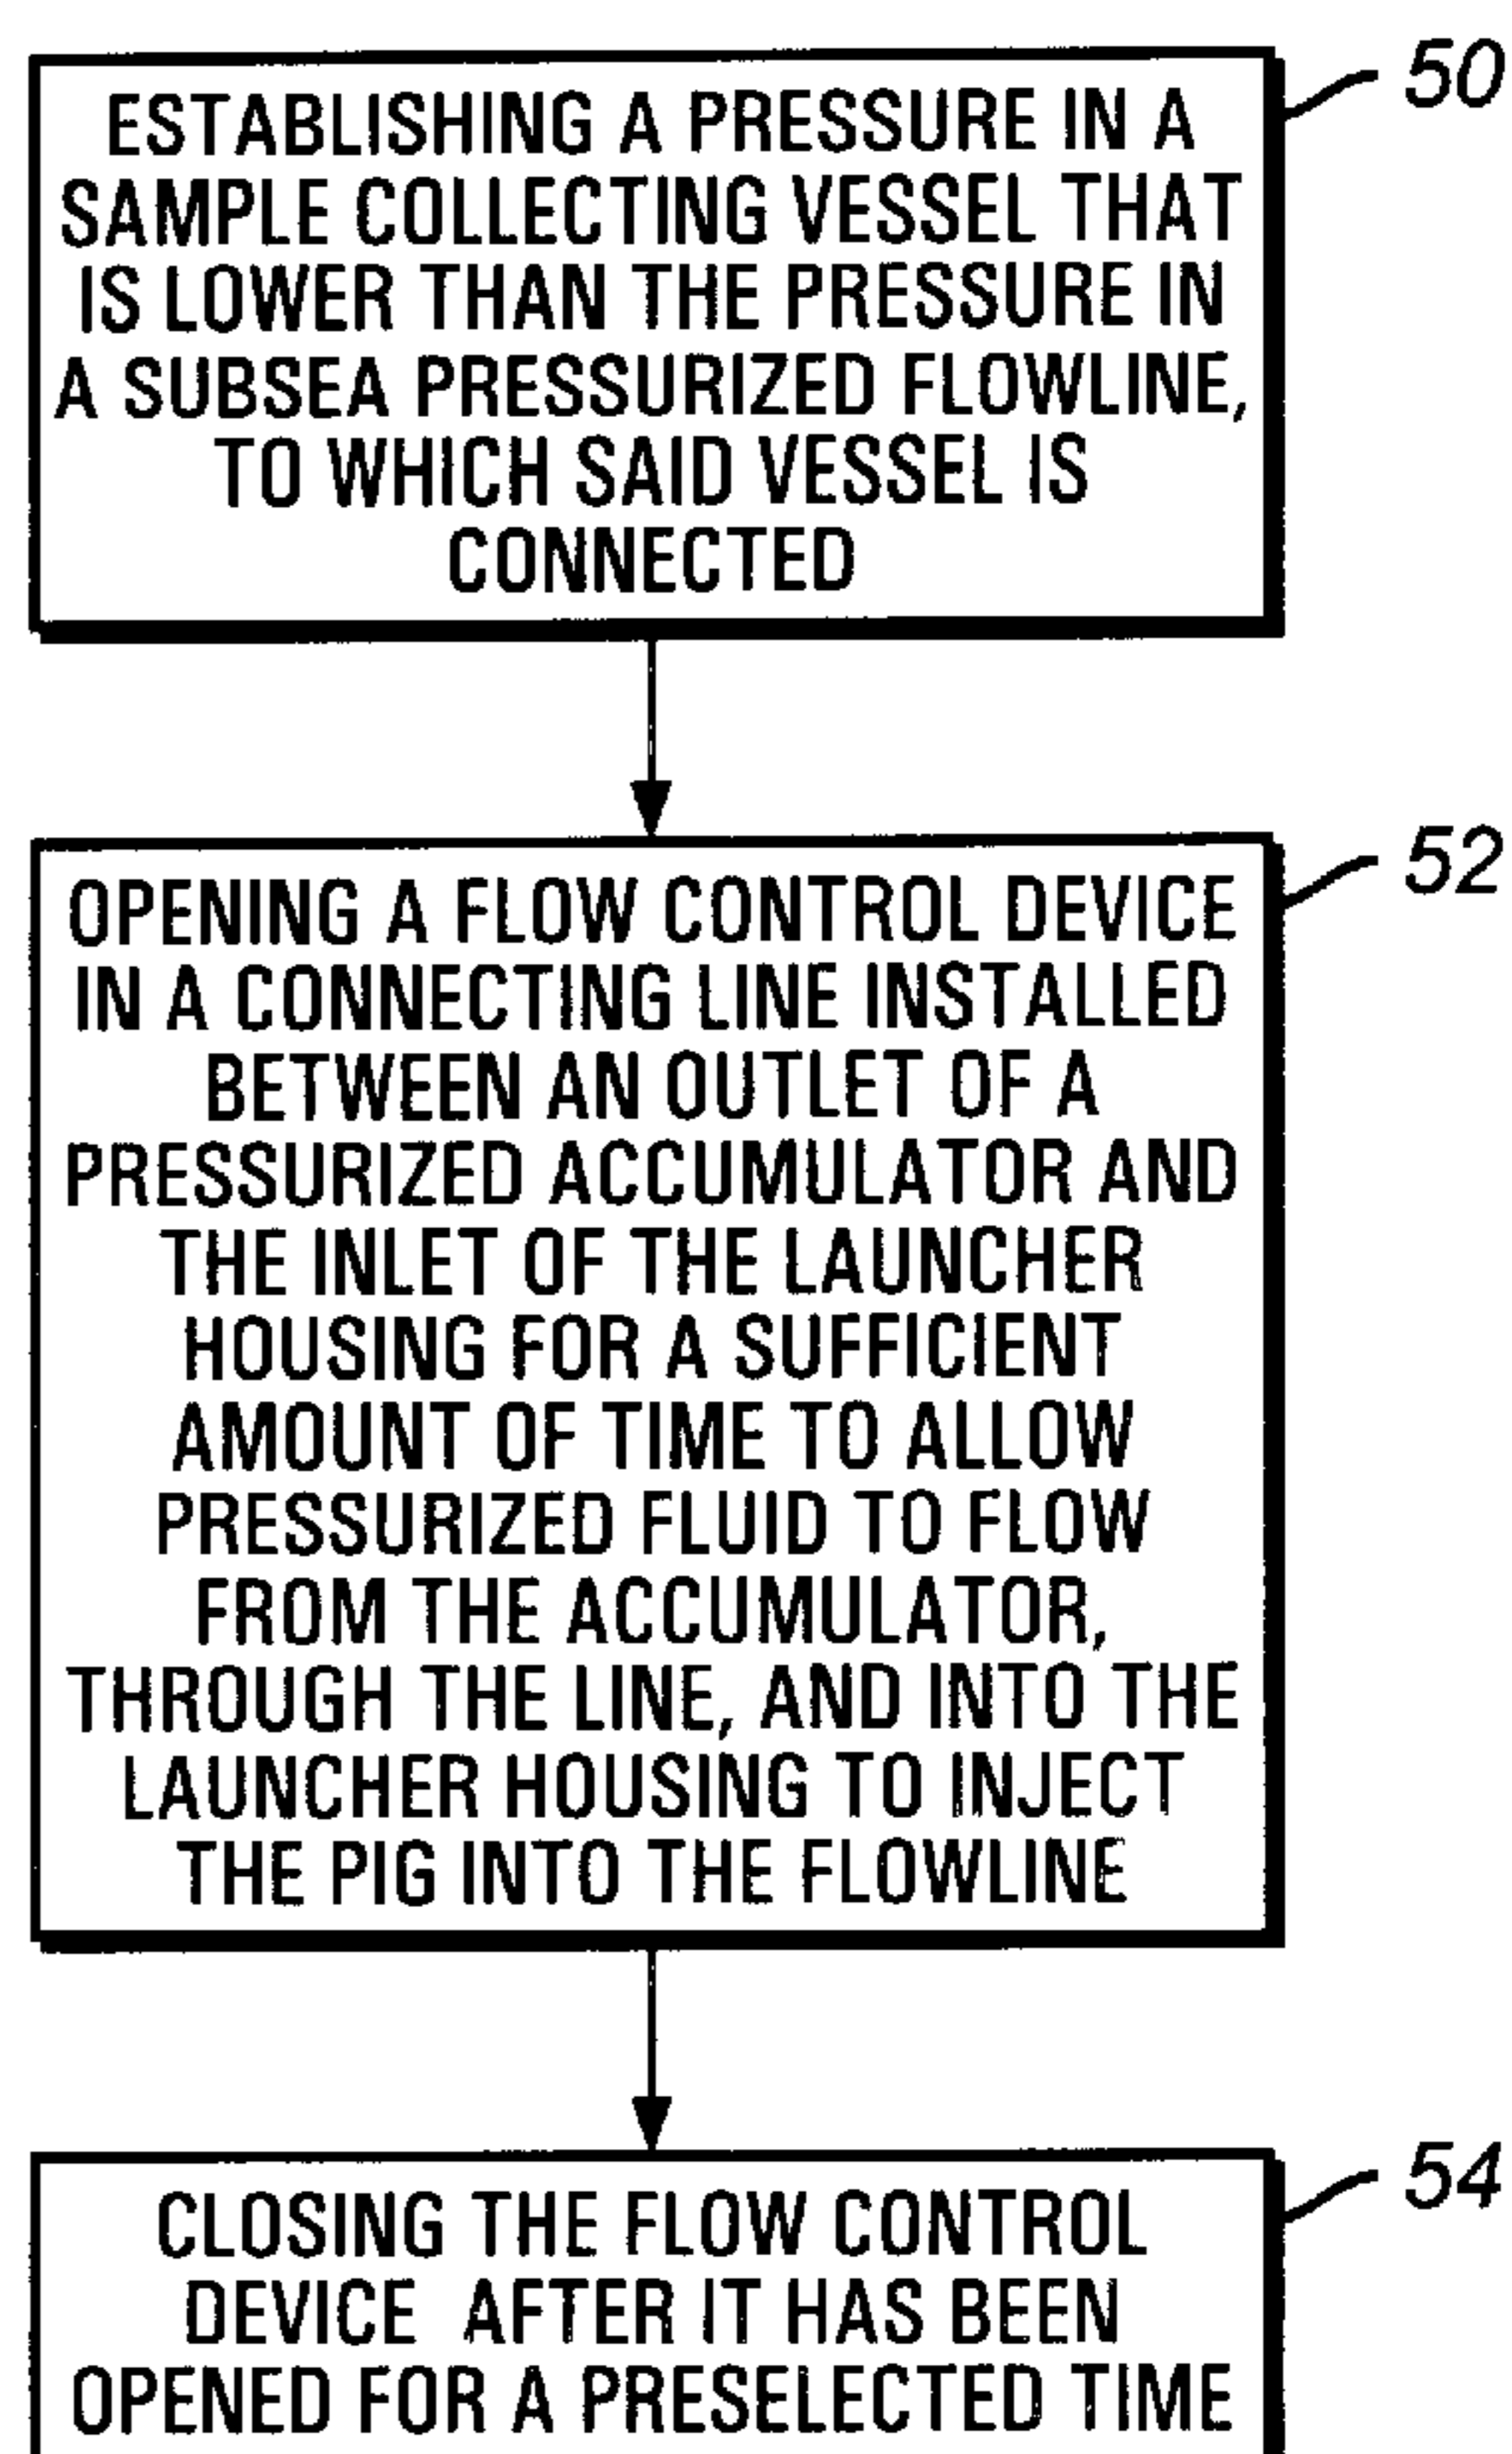 ESTABLISHING A PRESSURE IN A
SAMPLE COLLECTING VESSEL THAT
IS LOWER THAN THE PRESSURE IN
A SUBSEA PRESSURIZED FLOWLINE,
TO WHICH SAID VESSEL IS
CONNECTED
50
OPENING A FLOW CONTROL DEVICE
IN A CONNECTING LINE INSTALLED
BETWEEN AN OUTLET OF A
PRESSURIZED ACCUMULATOR AND
THE INLET OF THE LAUNCHER
HOUSING FOR A SUFFICIENT
AMOUNT OF TIME TO ALLOW
PRESSURIZED FLUID TO FLOW
FROM THE ACCUMULATOR,
THROUGH THE LINE, AND INTO THE
LAUNCHER HOUSING TO INJECT
THE PIG INTO THE FLOWLINE
52
CLOSING THE FLOW CONTROL
DEVICE AFTER IT HAS BEEN
OPENED FOR A PRESELECTED TIME
54